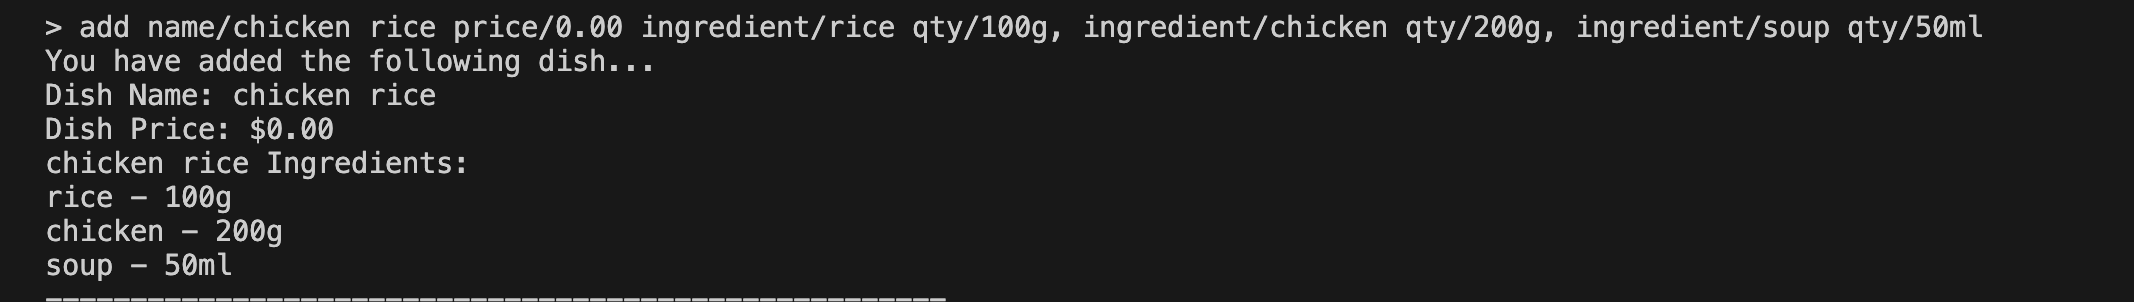 > add name/chicken rice price/0.00 ingredient/rice qty/100g, ingredient/chicken qty/200g, ingredient/soup qty/50ml
You have added the following dish...
Dish Name: chicken rice
Dish Price: $0.00
chicken rice Ingredients:
rice - 100g
chicken - 200g
soup - 50ml
_____________________________________________________